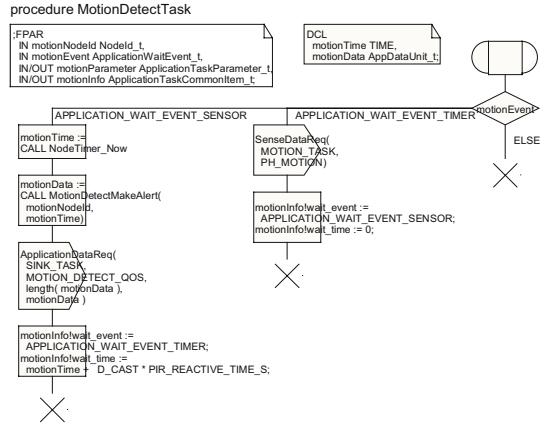 procedure MotionDetectTask
;FPAR
IN motionNodeId NodeId_t,
IN motionEvent ApplicationWaitEvent_t,
IN/OUT motionParameter ApplicationTaskParameter_t,
IN/OUT motionInfo ApplicationTaskCommonItem_t;
DCL
motionTime TIME,
motionData AppDataUnit_t;
motionEvent
APPLICATION_WAIT_EVENT_SENSOR
APPLICATION_WAIT_EVENT_TIMER
ELSE
motionTime :=
CALL NodeTimer_Now
motionData :=
CALL MotionDetectMakeAlert(
motionNodeId,
motionTime)
ApplicationDataReq(
SINK_TASK,
MOTION_DETECT_QOS,
length( motionData ),
motionData )
motionInfo!wait_event :=
APPLICATION_WAIT_EVENT_TIMER;
motionInfo!wait_time :=
motionTime + D_CAST * PIR_REACTIVE_TIME_S;
SenseDataReq(
MOTION_TASK,
PH_MOTION)
motionInfo!wait_event :=
APPLICATION_WAIT_EVENT_SENSOR;
motionInfo!wait_time := 0;